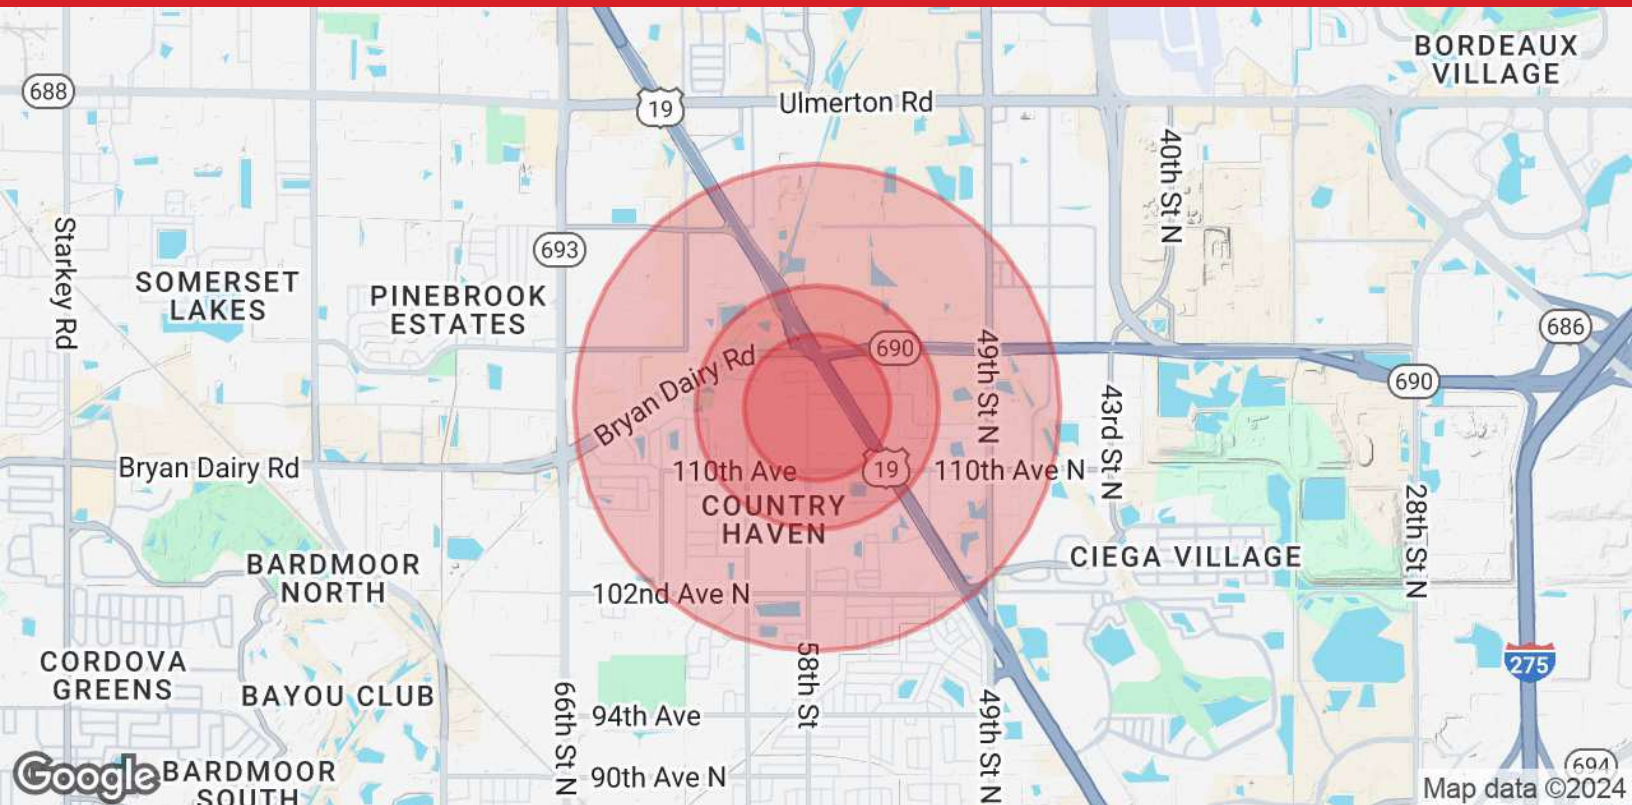 BORDEAUX
VILLAGE
688
19
Ulmerton Rd
40th St N
Starkey Rd
693
SOMERSET
LAKES
PINEBROOK
ESTATES
686
690
49th St N
Bryan Dairy Rd
690
43rd St N
Bryan Dairy Rd
110th Ave
19
110th Ave N
COUNTRY
HAVEN
28th St N
BARDMOOR
NORTH
CIEGA VILLAGE
102nd Ave N
CORDOVA
GREENS
58th St
275
BAYOU CLUB
66th St N
94th Ave
49th St N
Google
BARDMOOR
SOUTH
90th Ave N
694
Map data ©2024